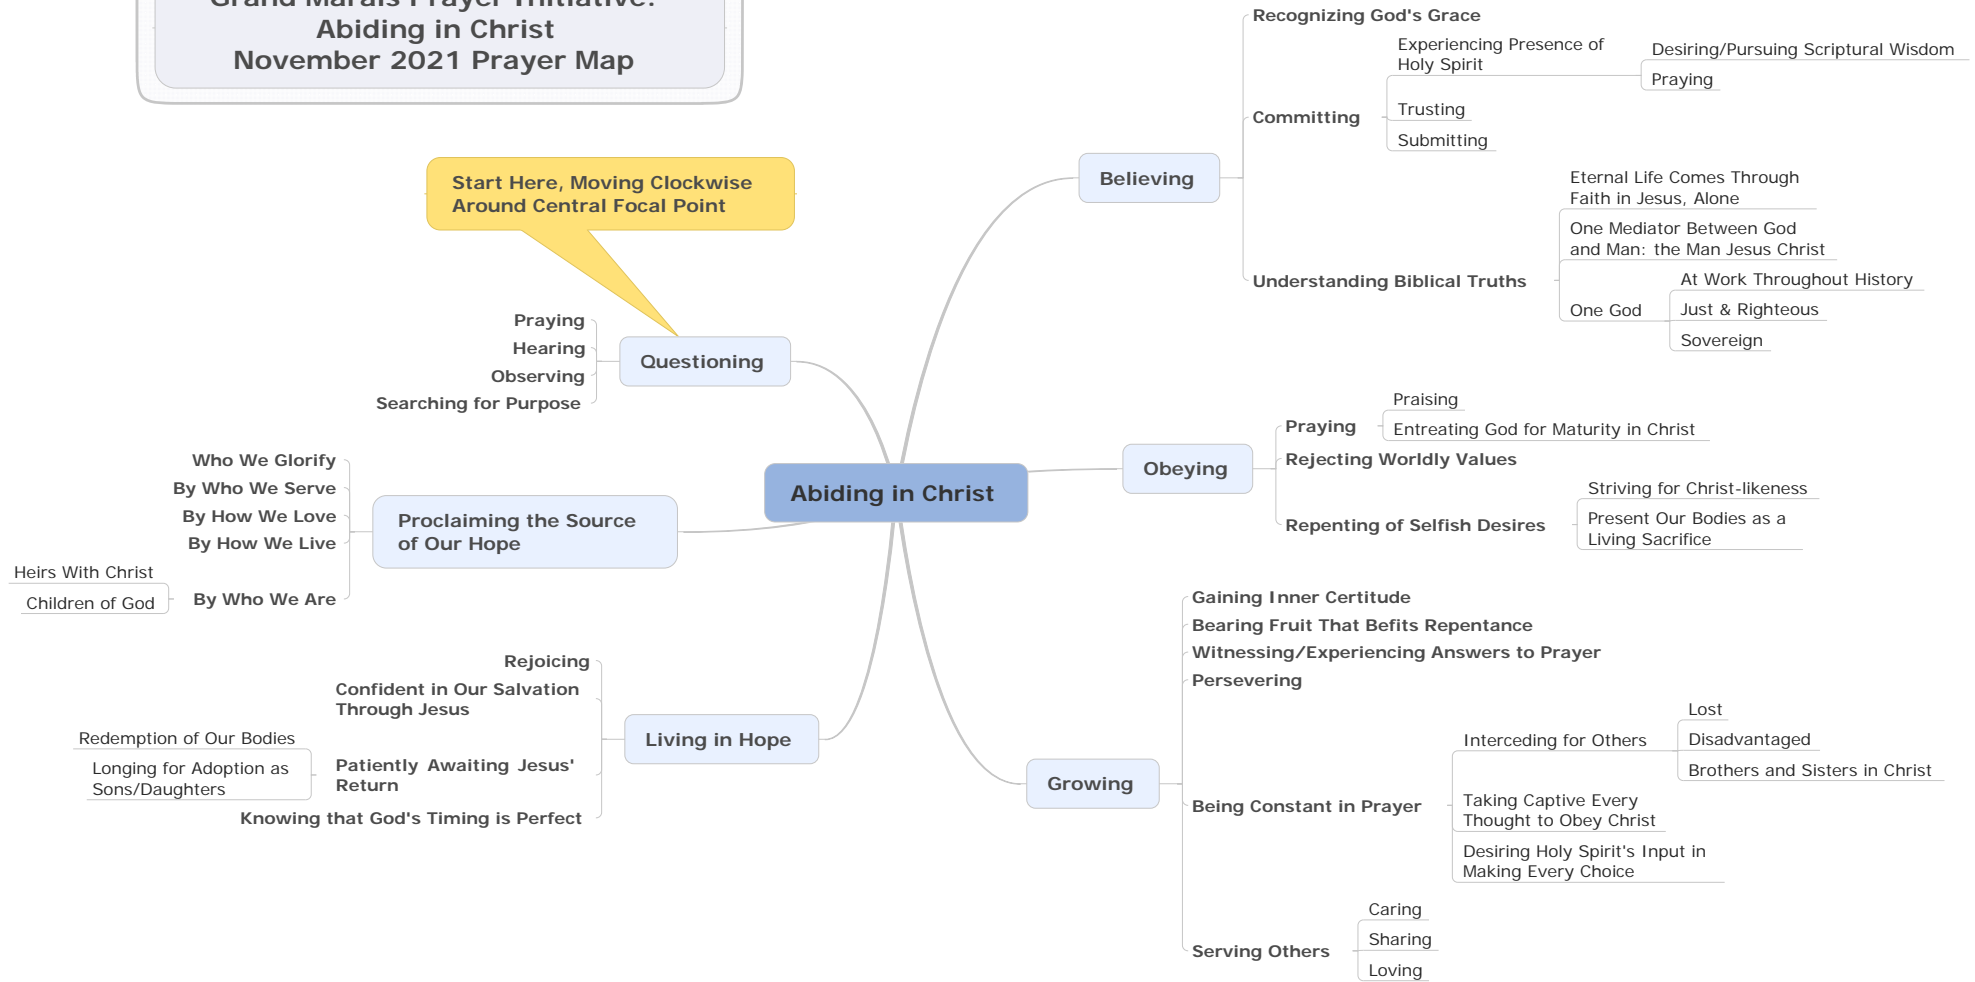 Grand Marais Prayer Initiative:
Abiding in Christ
November 2021 Prayer Map
Start Here, Moving Clockwise
Around Central Focal Point
Questioning
Praying
Hearing
Observing
Searching for Purpose
Abiding in Christ
Believing
Recognizing God's Grace
Committing
Experiencing Presence of
Holy Spirit
Desiring/Pursuing Scriptural Wisdom
Praying
Trusting
Submitting
Understanding Biblical Truths
Eternal Life Comes Through
Faith in Jesus, Alone
One Mediator Between God
and Man: the Man Jesus Christ
One God
At Work Throughout History
Just & Righteous
Sovereign
Obeying
Praying
Praising
Entreating God for Maturity in Christ
Rejecting Worldly Values
Repenting of Selfish Desires
Striving for Christ-likeness
Present Our Bodies as a
Living Sacrifice
Growing
Gaining Inner Certitude
Bearing Fruit That Befits Repentance
Witnessing/Experiencing Answers to Prayer
Persevering
Being Constant in Prayer
Interceding for Others
Lost
Disadvantaged
Brothers and Sisters in Christ
Taking Captive Every
Thought to Obey Christ
Desiring Holy Spirit's Input in
Making Every Choice
Serving Others
Caring
Sharing
Loving
Living in Hope
Rejoicing
Confident in Our Salvation
Through Jesus
Patiently Awaiting Jesus'
Return
Redemption of Our Bodies
Longing for Adoption as
Sons/Daughters
Knowing that God's Timing is Perfect
Proclaiming the Source
of Our Hope
Who We Glorify
By Who We Serve
By How We Love
By How We Live
By Who We Are
Heirs With Christ
Children of God